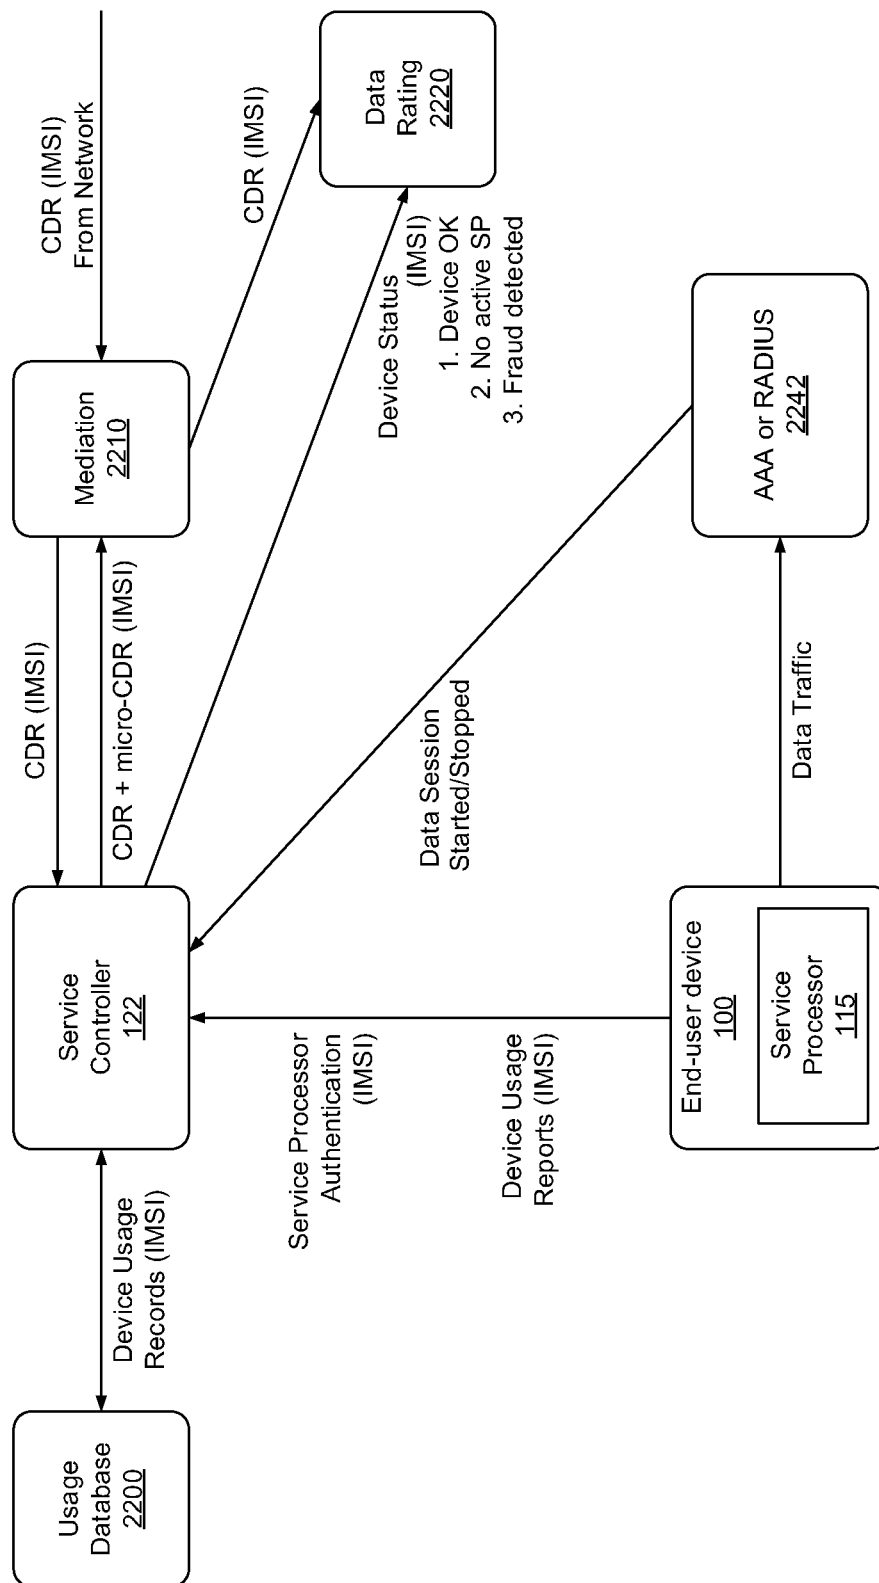 Usage
Database
2200
Device Usage
Records (IMSI)
Service
Controller
122
CDR (IMSI)
CDR + micro-CDR (IMSI)
Mediation
2210
CDR (IMSI)
From Network
CDR (IMSI)
Data
Rating
2220
Device Status
(IMSI)
1. Device OK
2. No active SP
3. Fraud detected
Service Processor
Authentication
(IMSI)
Device Usage
Reports (IMSI)
Data Session
Started/Stopped
End-user device
100
Service
Processor
115
Data Traffic
AAA or RADIUS
2242